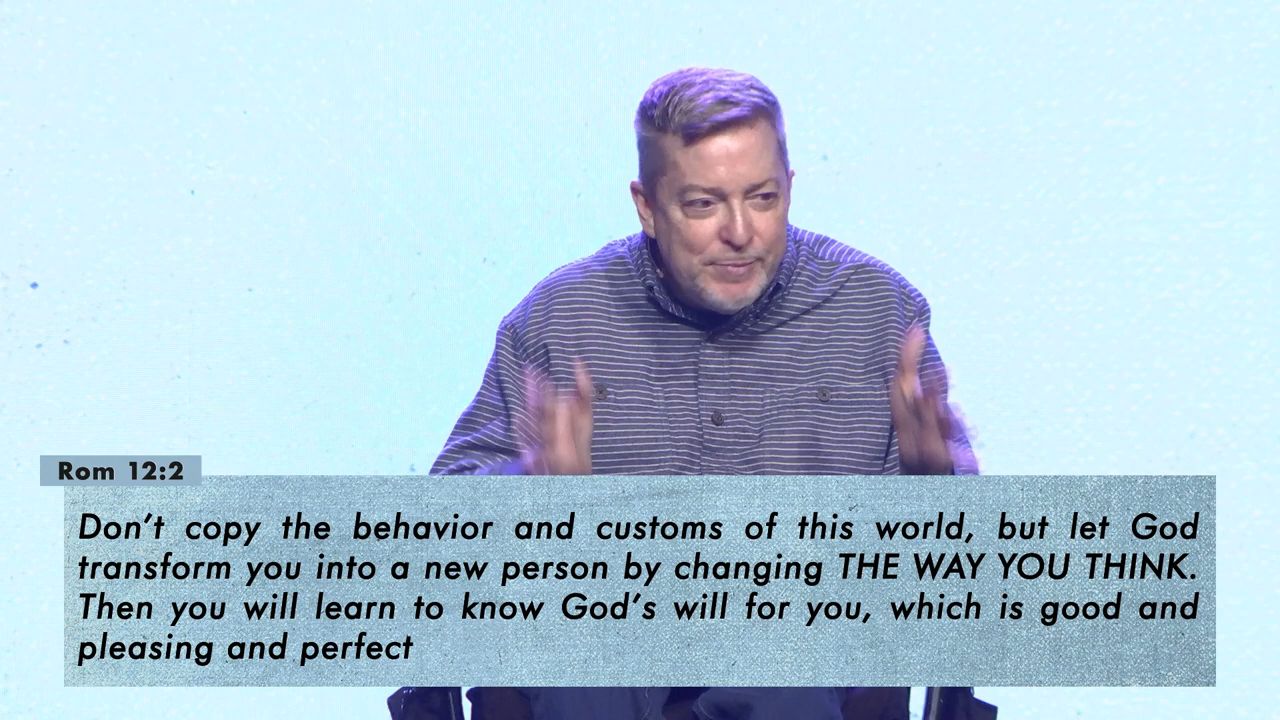 Rom 12:2
Don’t copy the behavior and customs of this world, but let God
transform you into a new person by changing THE WAY YOU THINK.
Then you will learn to know God’s will for you, which is good and
pleasing and perfect